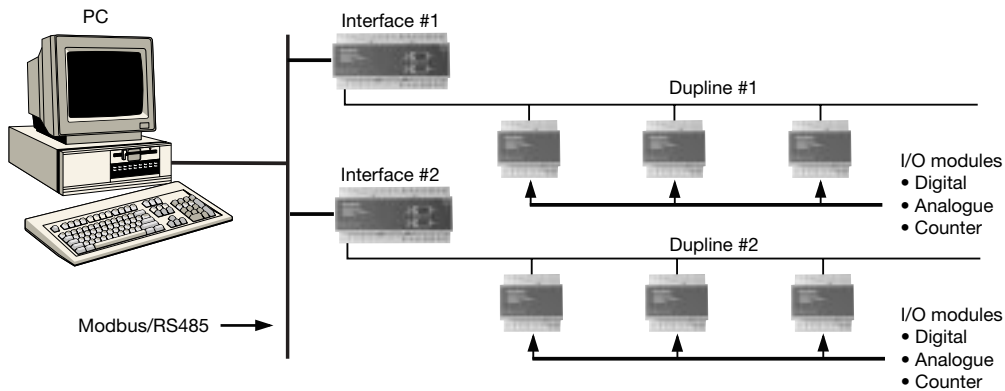 PC
Interface #1
Dupline #1
I/O modules
• Digital
• Analogue
• Counter
Interface #2
Dupline #2
Modbus/RS485
I/O modules
• Digital
• Analogue
• Counter